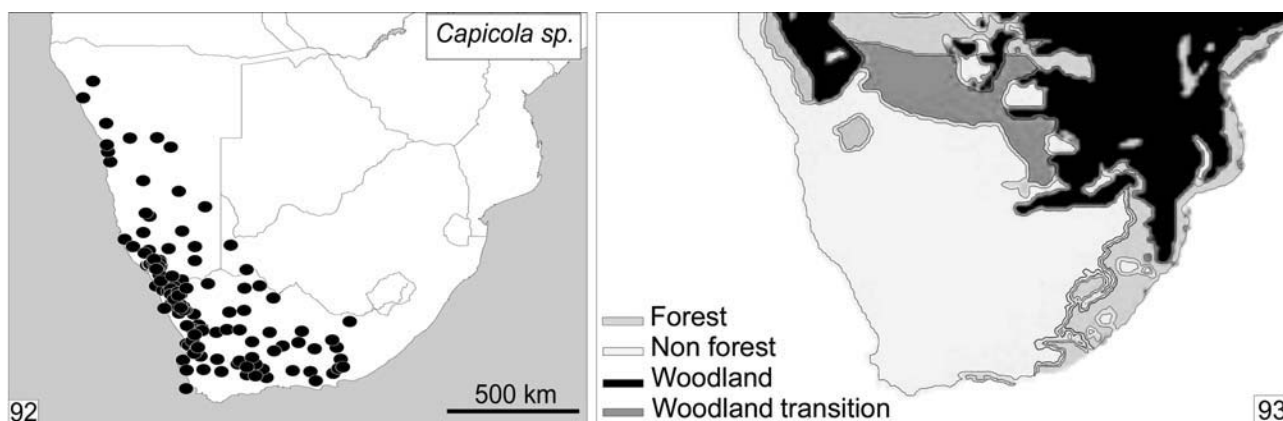 Capicola sp.
500 km
92
Forest
Non forest
Woodland
Woodland transition
93